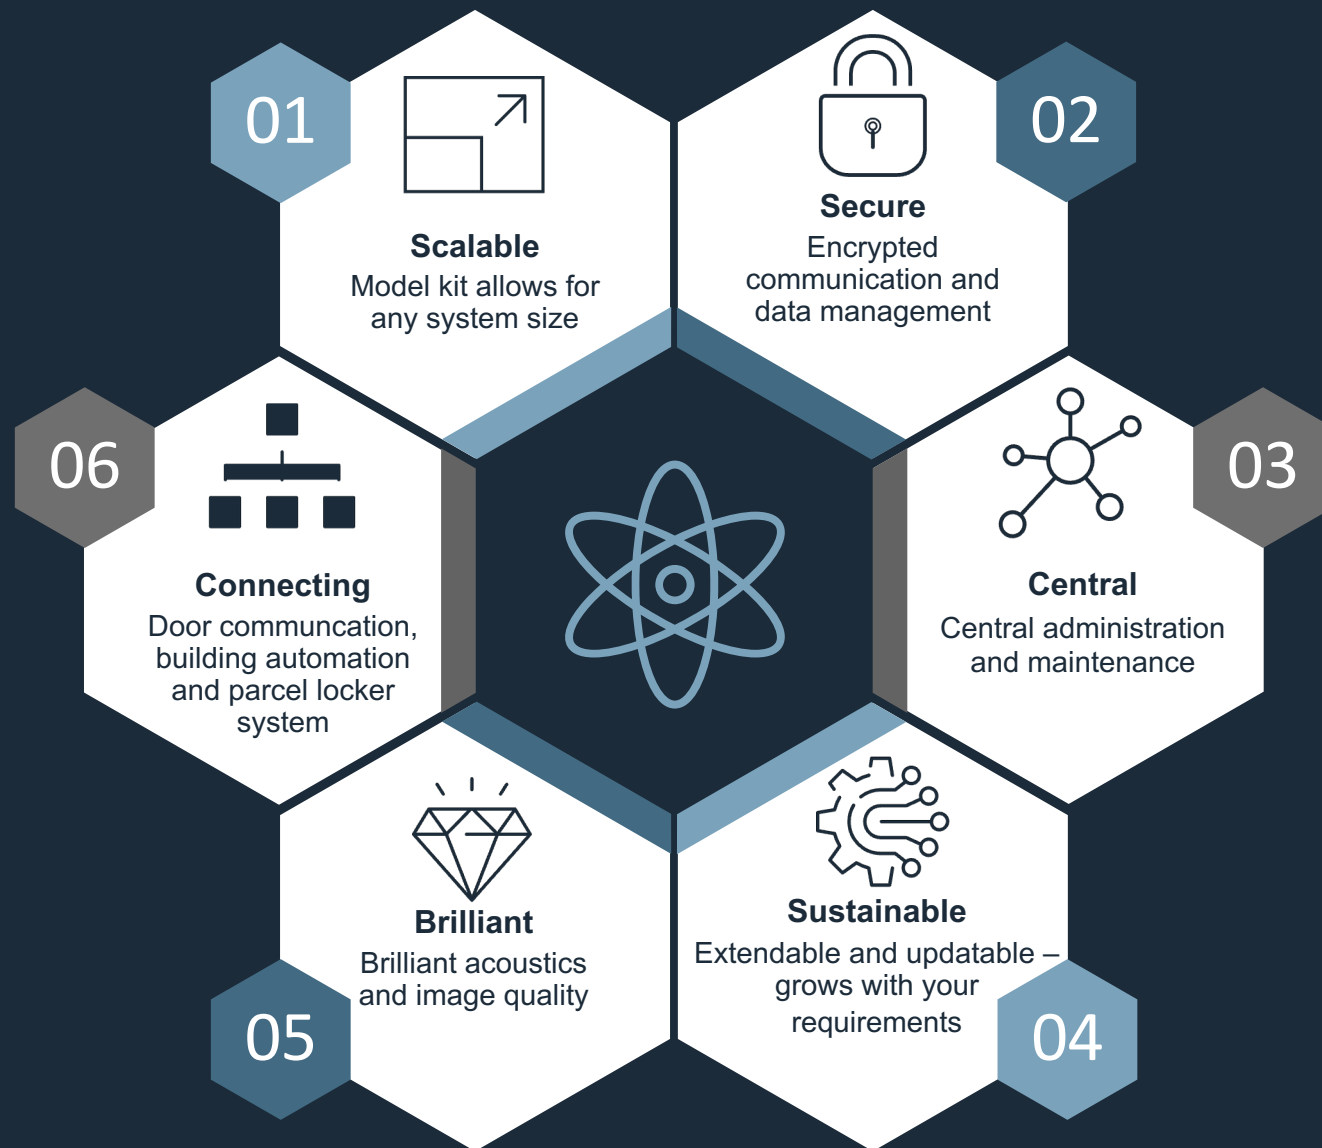 01
Scalable
Model kit allows for
any system size
02
Secure
Encrypted
communication and
data management
03
Central
Central administration
and maintenance
04
Sustainable
Extendable and updatable –
grows with your
requirements
05
Brilliant
Brilliant acoustics
and image quality
06
Connecting
Door communcation,
building automation
and parcel locker
system